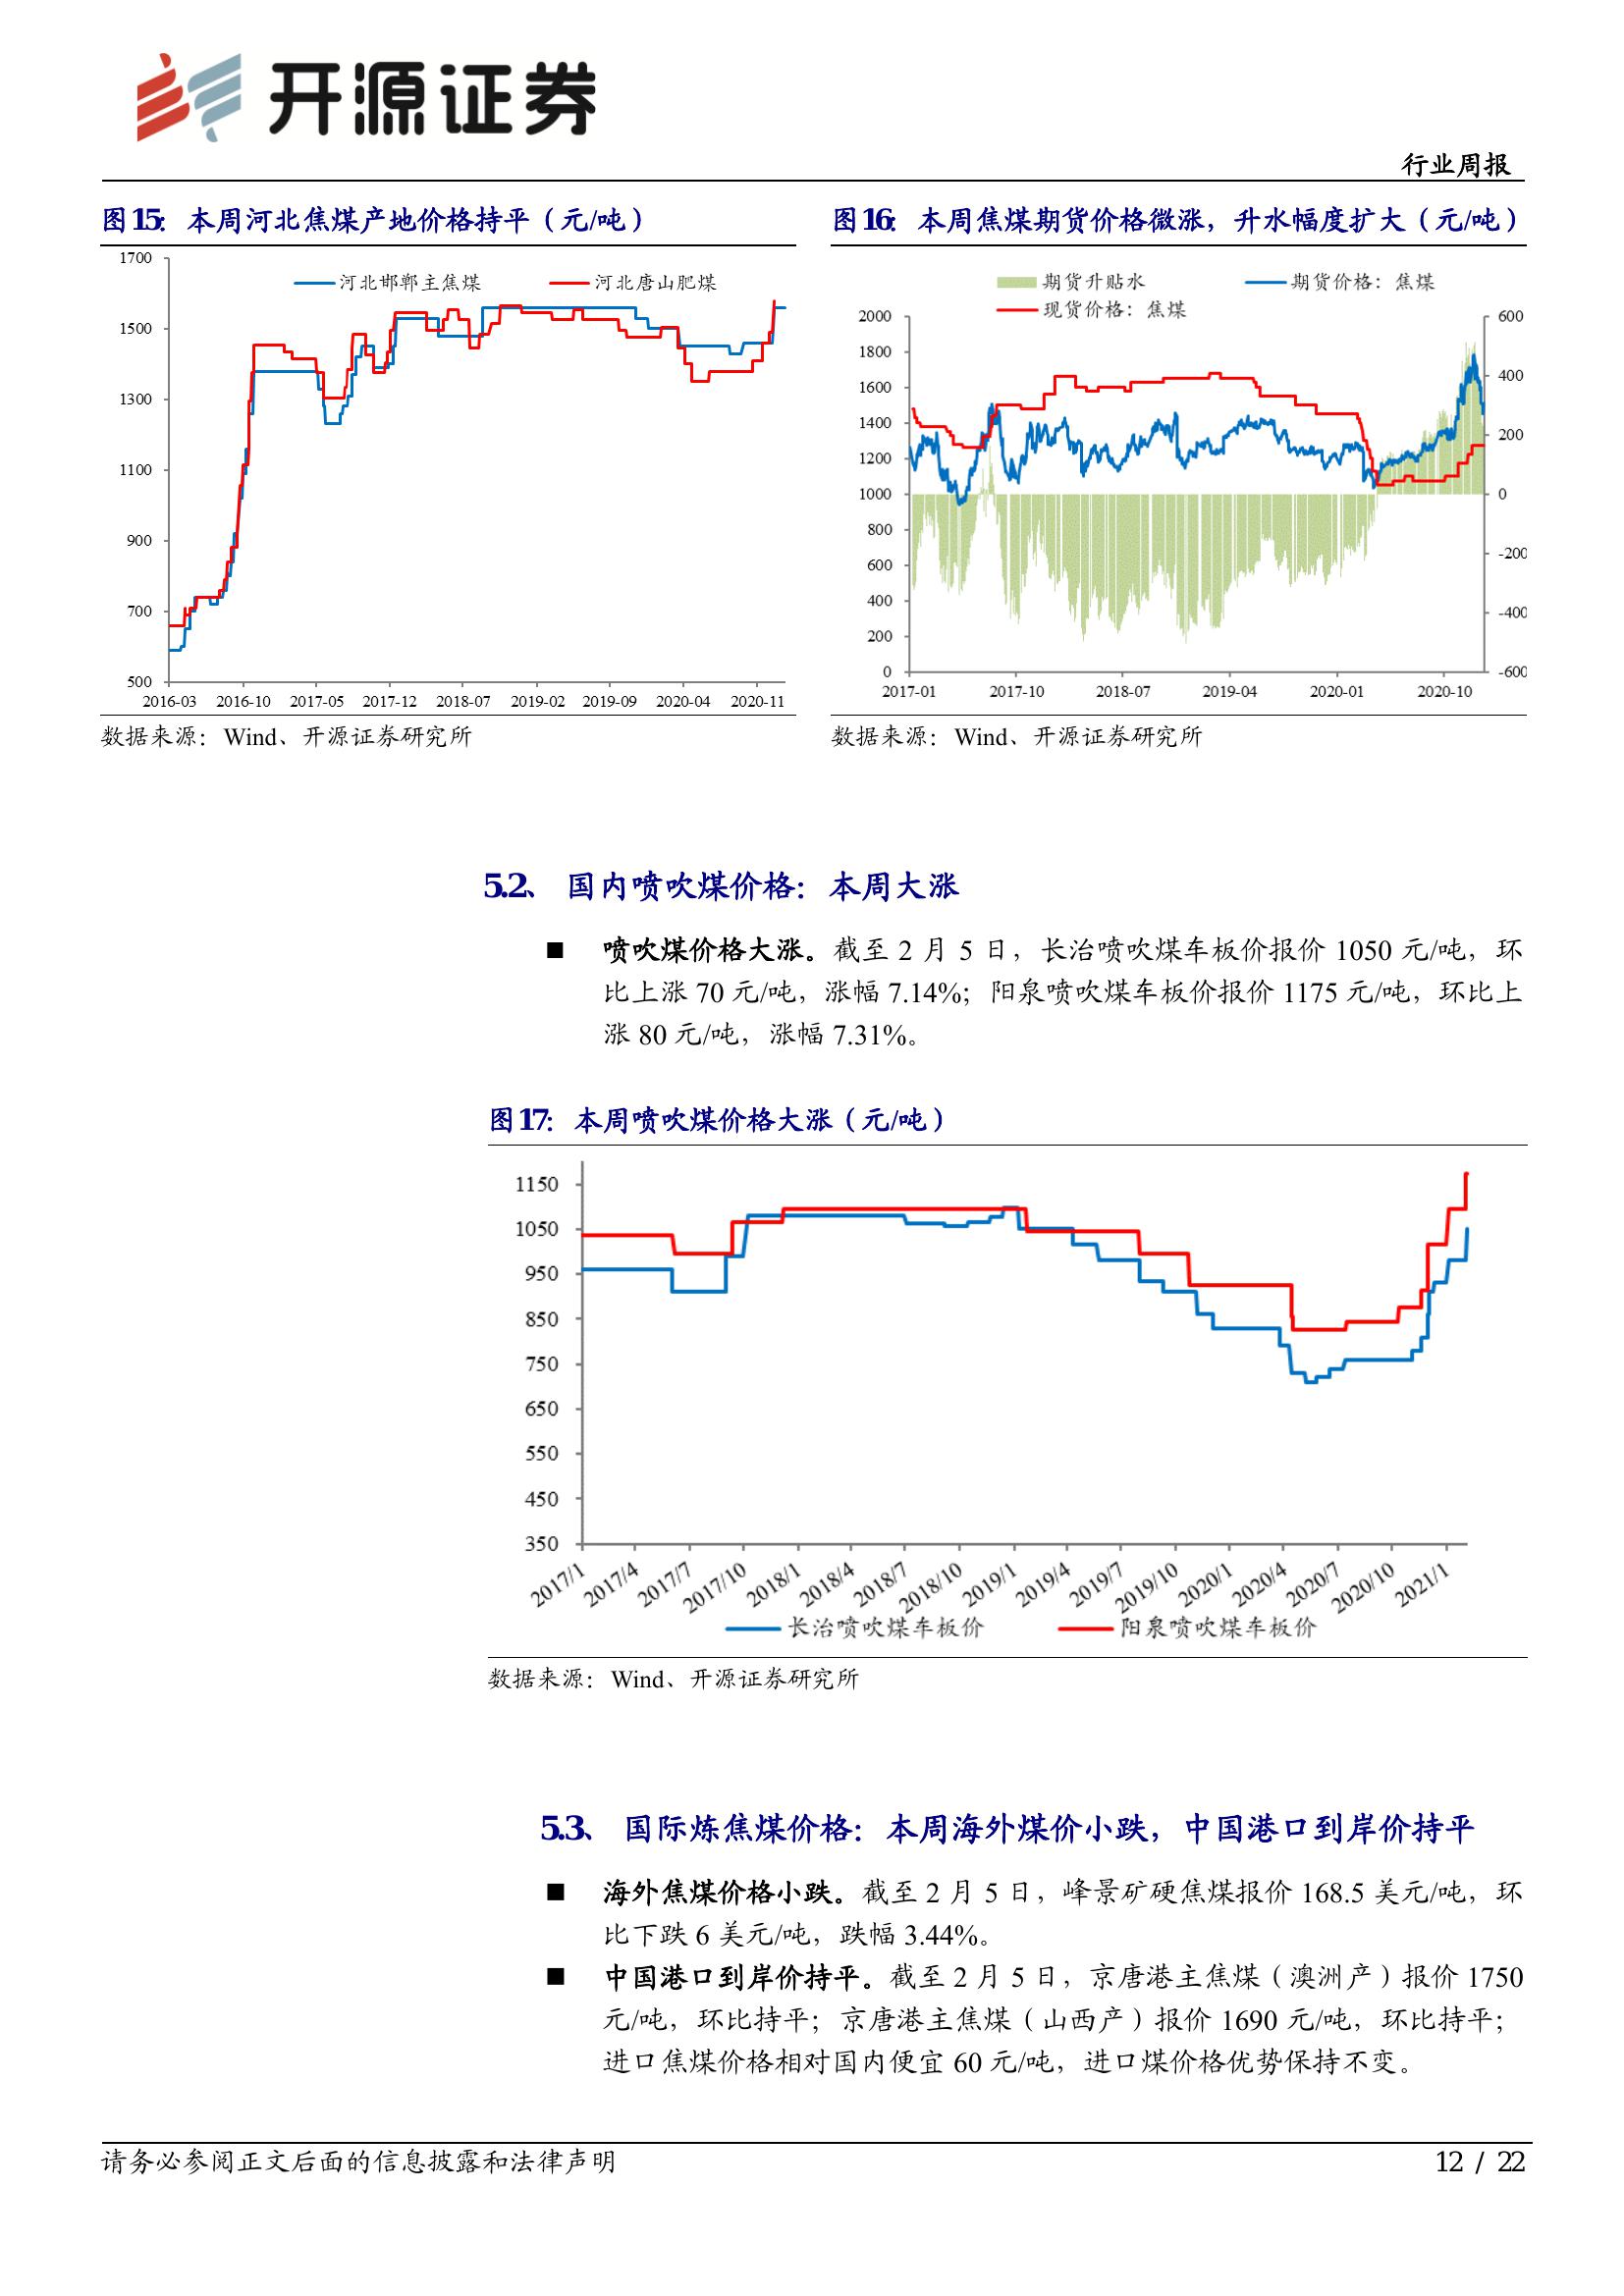 开源证券
行业周报
图15： 本周河北焦煤产地价格持平（元/吨）
1700
1500
1300
1100
900
700
500
河北邯郸主焦煤 河北唐山肥煤
2016-03 2016-10 2017-05 2017-12 2018-07 2019-02 2019-09 2020-04 2020-11
数据来源：Wind、开源证券研究所
图16： 本周焦煤期货价格微涨，升水幅度扩大（元/吨）
期货升贴水 期货价格：焦煤
现货价格：焦煤
2000
1800
1600
1400
1200
1000
800
600
400
200
0
600
400
200
0
-200
-400
-600
2017-01 2017-10 2018-07 2019-04 2020-01 2020-10
数据来源：Wind、开源证券研究所
5.2、 国内喷吹煤价格：本周大涨
■ 喷吹煤价格大涨。截至 2 月 5 日，长治喷吹煤车板价报价 1050 元/吨，环
比上涨 70 元/吨，涨幅 7.14%；阳泉喷吹煤车板价报价 1175 元/吨，环比上
涨 80 元/吨，涨幅 7.31%。
图17： 本周喷吹煤价格大涨（元/吨）
1150
1050
950
850
750
650
550
450
350
2017/1 2017/4 2017/7 2017/10 2018/1 2018/4 2018/7 2018/10 2019/1 2019/4 2019/7 2019/10 2020/1 2020/4 2020/7 2020/10 2021/1
长治喷吹煤车板价 阳泉喷吹煤车板价
数据来源：Wind、开源证券研究所
5.3、 国际炼焦煤价格：本周海外煤价小跌，中国港口到岸价持平
■ 海外焦煤价格小跌。截至 2 月 5 日，峰景矿硬焦煤报价 168.5 美元/吨，环
比下跌 6 美元/吨，跌幅 3.44%。
■ 中国港口到岸价持平。截至 2 月 5 日，京唐港主焦煤（澳洲产）报价 1750
元/吨，环比持平；京唐港主焦煤（山西产）报价 1690 元/吨，环比持平；
进口焦煤价格相对国内便宜 60 元/吨，进口煤价格优势保持不变。
请务必参阅正文后面的信息披露和法律声明
12 / 22